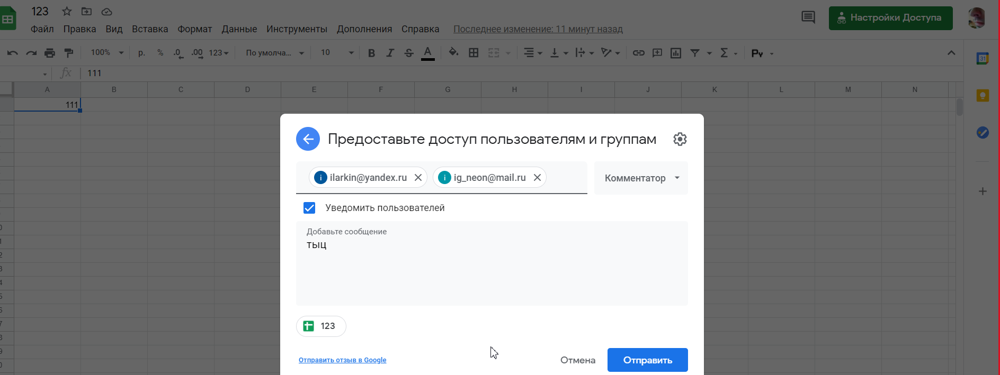 123
Файл Правка Вид Вставка Формат Данные Инструменты Дополнения Справка Последнее изменение: 11 минут назад
Настройки Доступа
100% р. % .0 .00 123 По умолча... 10 B I S A Σ Py
31
fx 111
A B C D E F G H I J K L M N
111
Предоставьте доступ пользователям и группам
i ilarkin@yandex.ru i ig_neon@mail.ru Комментатор
Уведомить пользователей
Добавьте сообщение
тыц
123
Отправить отзыв в Google Отмена Отправить